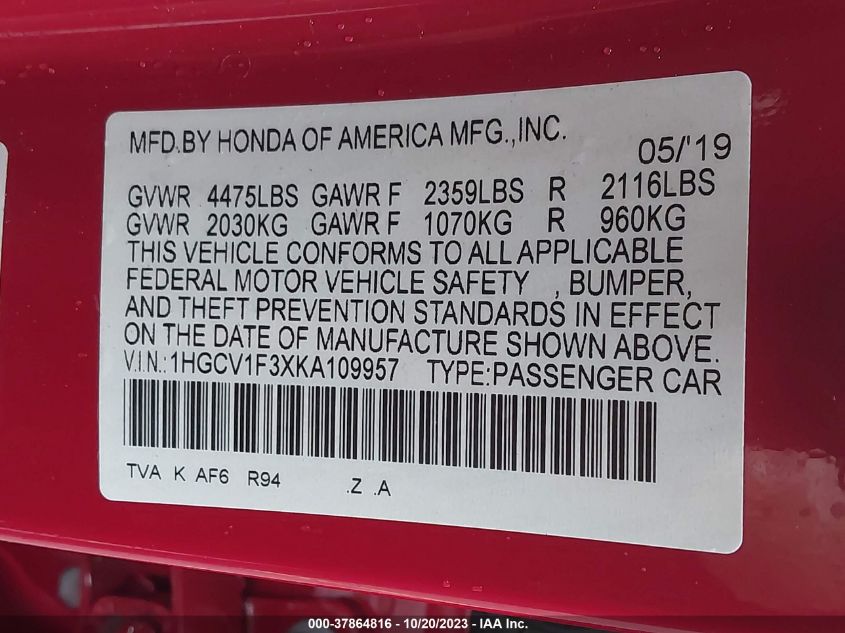 MFD.BY HONDA OF AMERICA MFG.,INC.
05/'19
GVWR 4475LBS GAWR F 2359LBS R 2116LBS
GVWR 2030KG GAWR F 1070KG R 960KG
THIS VEHICLE CONFORMS TO ALL APPLICABLE
FEDERAL MOTOR VEHICLE SAFETY , BUMPER,
AND THEFT PREVENTION STANDARDS IN EFFECT
ON THE DATE OF MANUFACTURE SHOWN ABOVE.
V.I.N.:1HGCV1F3XKA109957 TYPE:PASSENGER CAR
TVA K AF6 R94 .Z .A
000-37864816 - 10/20/2023 - IAA Inc.